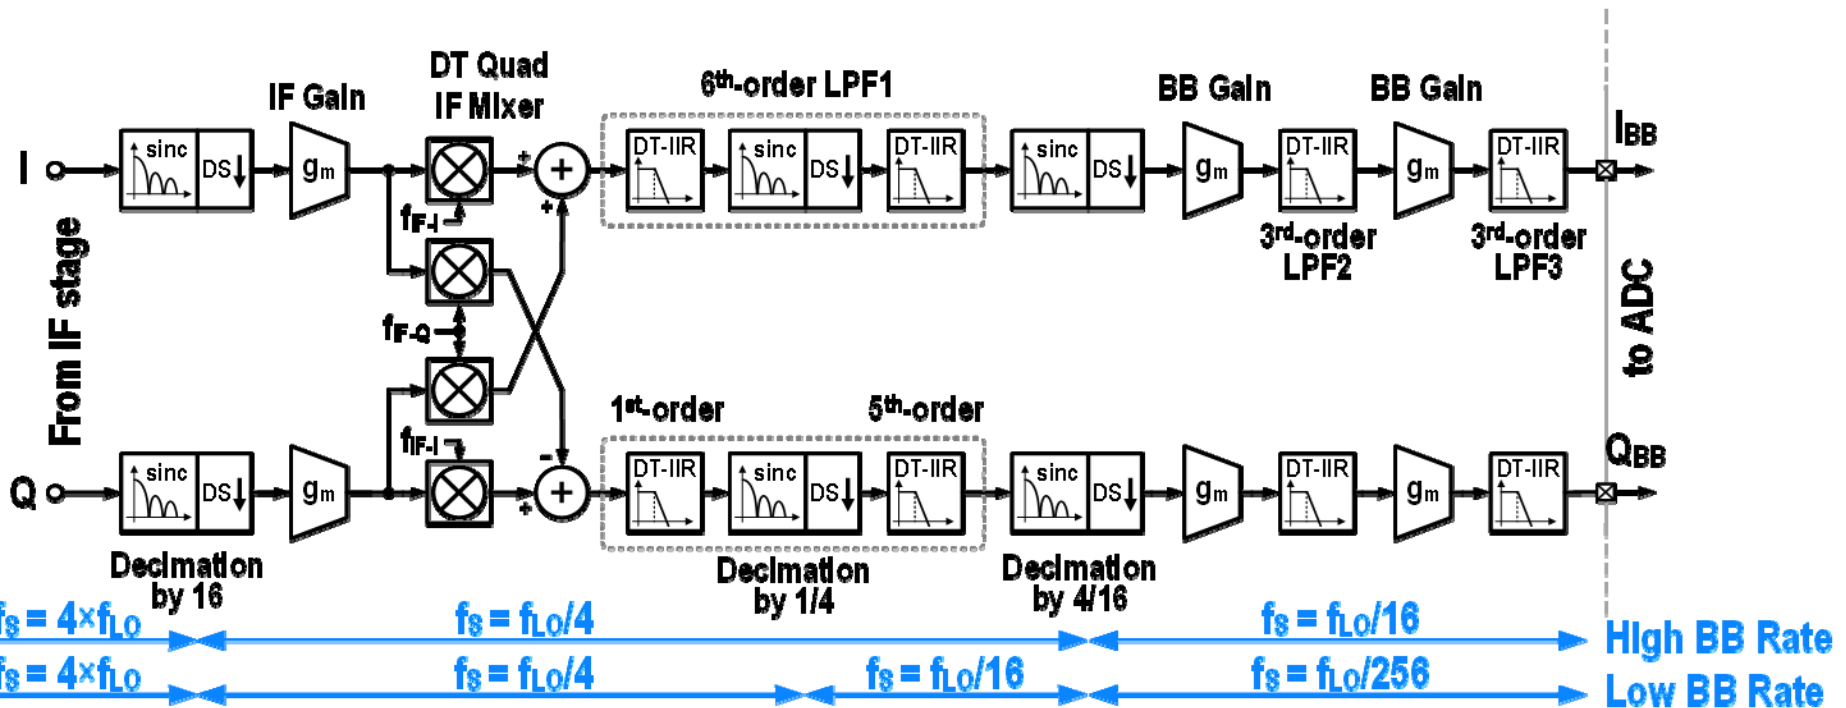 DT Quad
IF Mixer
6th-order LPF1
IF Gain
BB Gain
BB Gain
I
sinc
DS
gm
+
+
+
DT-IIR
sinc
DS
DT-IIR
sinc
DS
gm
DT-IIR
gm
DT-IIR
IBB
fIF-I
3rd-order
LPF2
3rd-order
LPF3
From IF stage
fIF-Q
to ADC
1st-order
5th-order
fIF-I
QBB
Q
sinc
DS
gm
-
+
+
DT-IIR
sinc
DS
DT-IIR
sinc
DS
gm
DT-IIR
gm
DT-IIR
Decimation
by 16
Decimation
by 1/4
Decimation
by 4/16
fS = 4×fLO
fS = fLO/4
fS = fLO/16
High BB Rate
fS = 4×fLO
fS = fLO/4
fS = fLO/16
fS = fLO/256
Low BB Rate